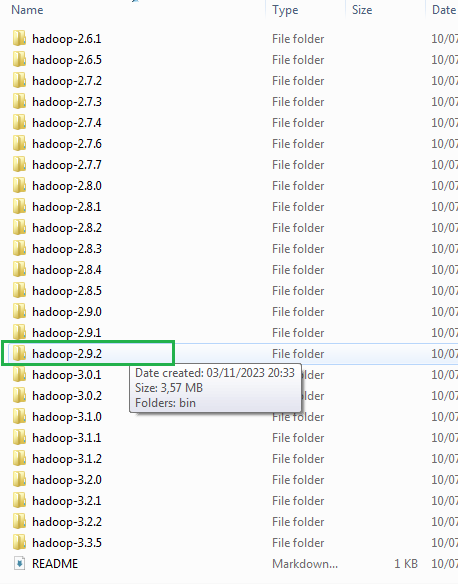 Name Type Size Date
hadoop-2.6.1 File folder 10/07
hadoop-2.6.5 File folder 10/07
hadoop-2.7.2 File folder 10/07
hadoop-2.7.3 File folder 10/07
hadoop-2.7.4 File folder 10/07
hadoop-2.7.6 File folder 10/07
hadoop-2.7.7 File folder 10/07
hadoop-2.8.0 File folder 10/07
hadoop-2.8.1 File folder 10/07
hadoop-2.8.2 File folder 10/07
hadoop-2.8.3 File folder 10/07
hadoop-2.8.4 File folder 10/07
hadoop-2.8.5 File folder 10/07
hadoop-2.9.0 File folder 10/07
hadoop-2.9.1 File folder 10/07
hadoop-2.9.2 File folder 10/07
Date created: 03/11/2023 20:33
Size: 3,57 MB
Folders: bin
hadoop-3.0.1 10/07
hadoop-3.0.2 10/07
hadoop-3.1.0 File folder 10/07
hadoop-3.1.1 File folder 10/07
hadoop-3.1.2 File folder 10/07
hadoop-3.2.0 File folder 10/07
hadoop-3.2.1 File folder 10/07
hadoop-3.2.2 File folder 10/07
hadoop-3.3.5 File folder 10/07
README Markdown... 1 KB 10/07